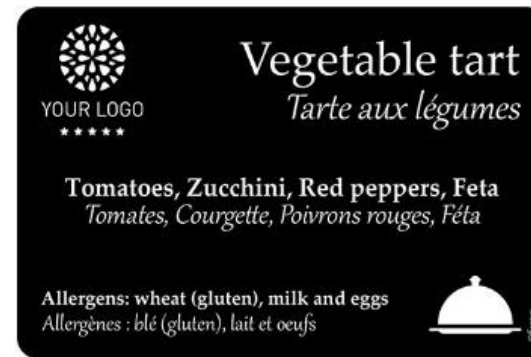 Vegetable tart
Tarte aux légumes
YOUR LOGO
Tomatoes, Zucchini, Red peppers, Feta
Tomates, Courgette, Poivrons rouges, Féta
Allergens: wheat (gluten), milk and eggs
Allergènes : blé (gluten), lait et oeufs